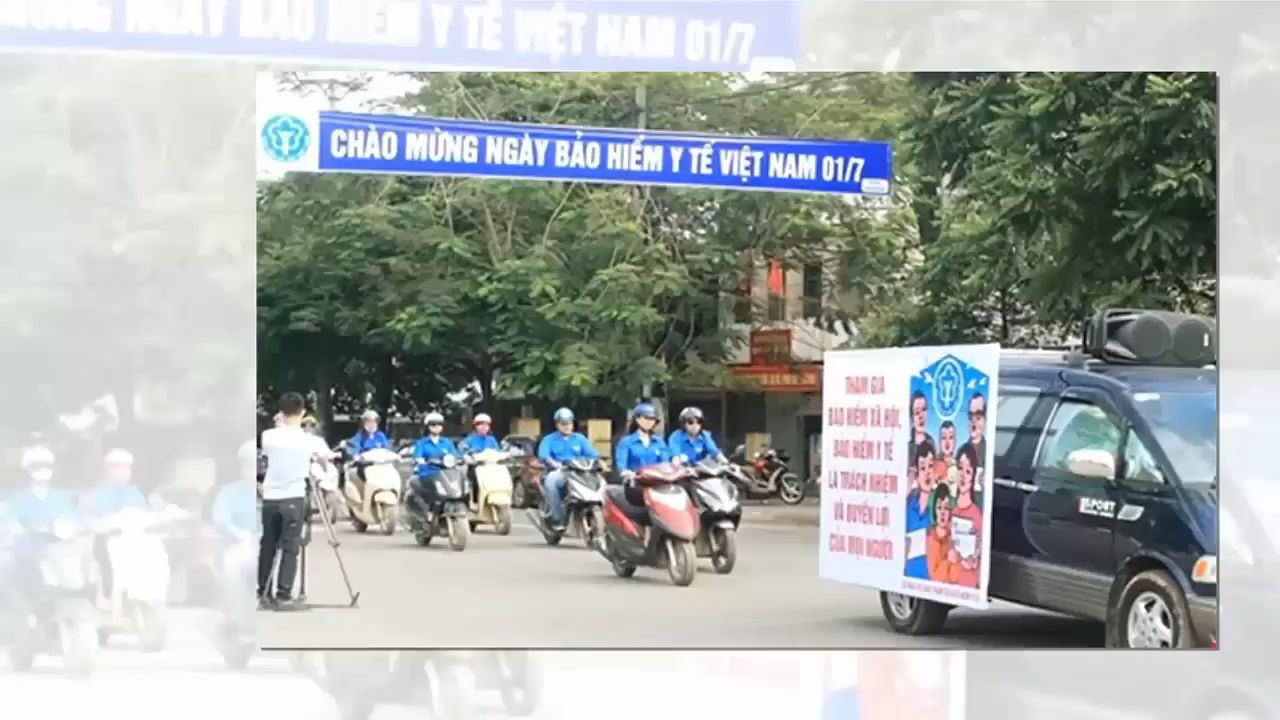 CHÀO MỪNG NGÀY BẢO HIỂM Y TẾ VIỆT NAM 01/7
THAM GIA
BẢO HIỂM XÃ HỘI,
BẢO HIỂM Y TẾ
LÀ TRÁCH NHIỆM
VÀ QUYỀN LỢI
CỦA MỌI NGƯỜI